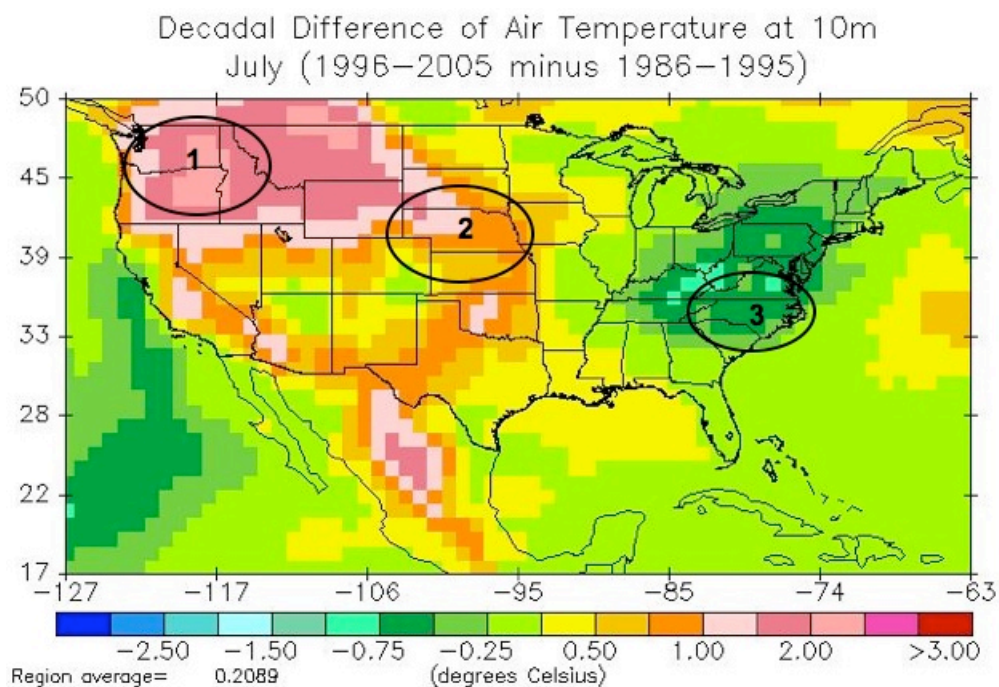 Decadal Difference of Air Temperature at 10m
July (1996-2005 minus 1986-1995)
50
45
39
33
28
22
17
1
2
3
-127 -117 -106 -95 -84 -74 -63
-2.50 -1.50 -0.75 -0.25 0.50 1.00 2.00 >3.00
Region average= 0.2089 (degrees Celsius)